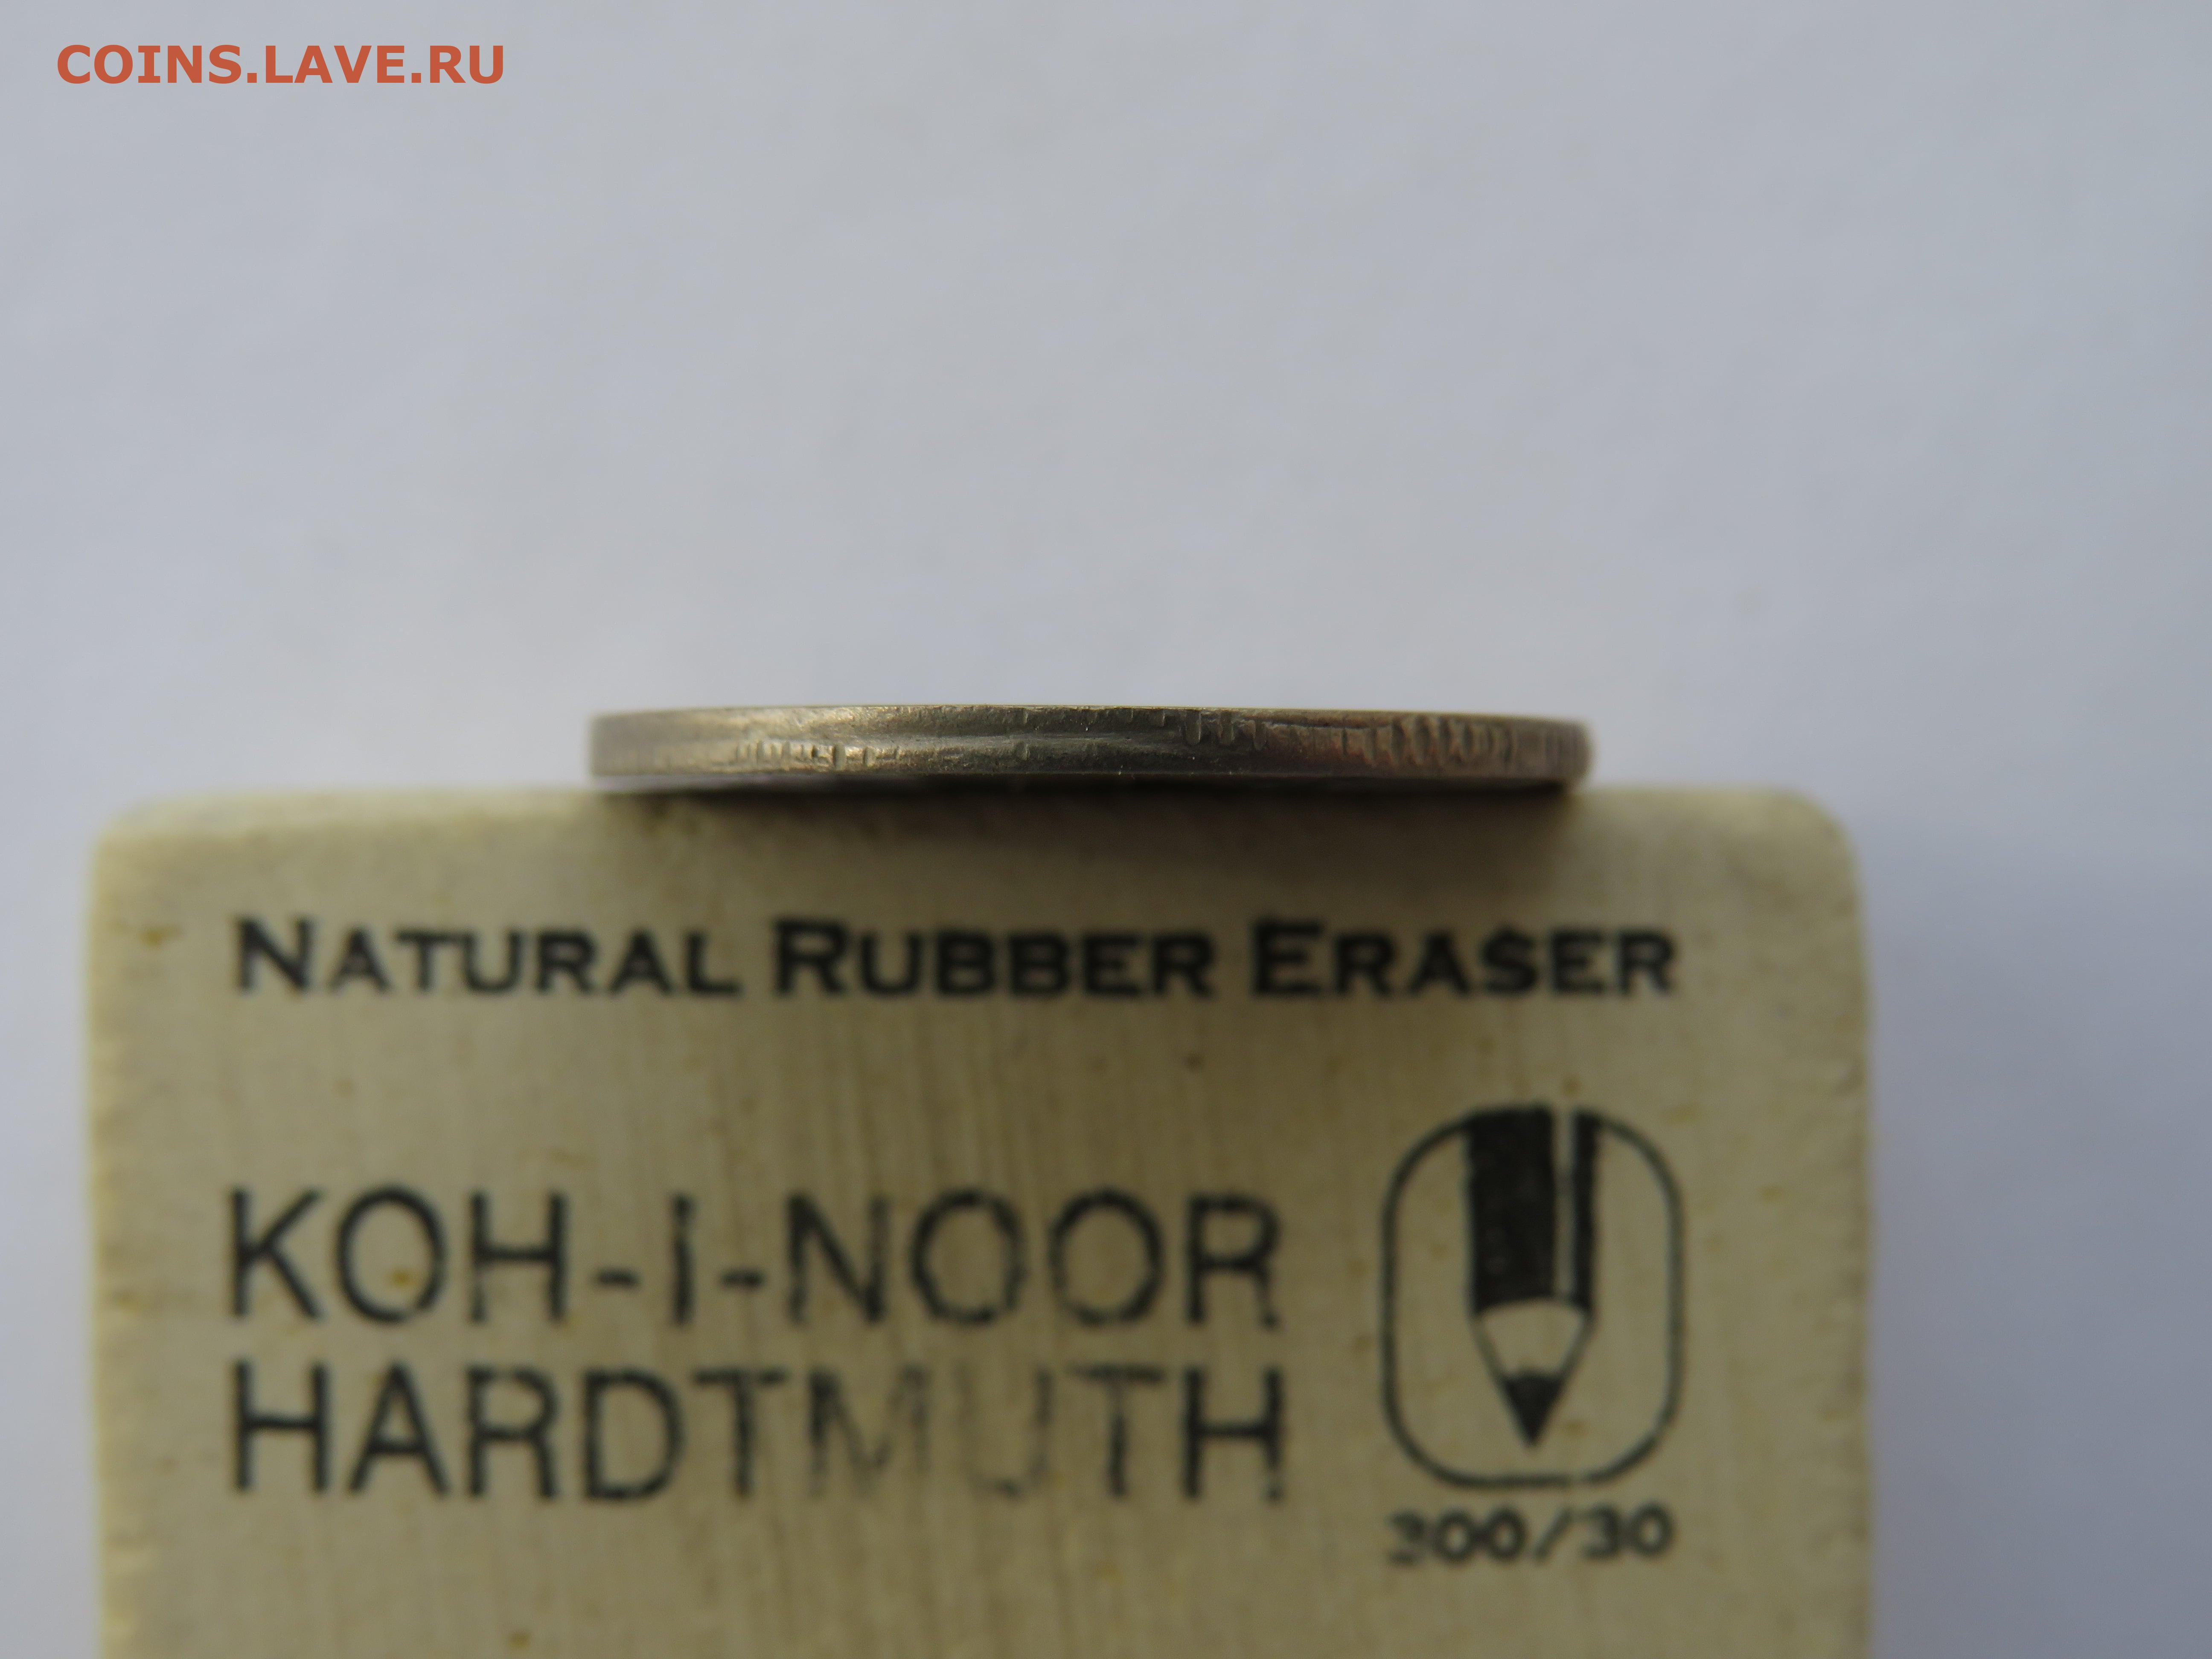 COINS.LAVE.RU
NATURAL RUBBER ERASER
KOH-I-NOOR
HARDTMUTH
300/30